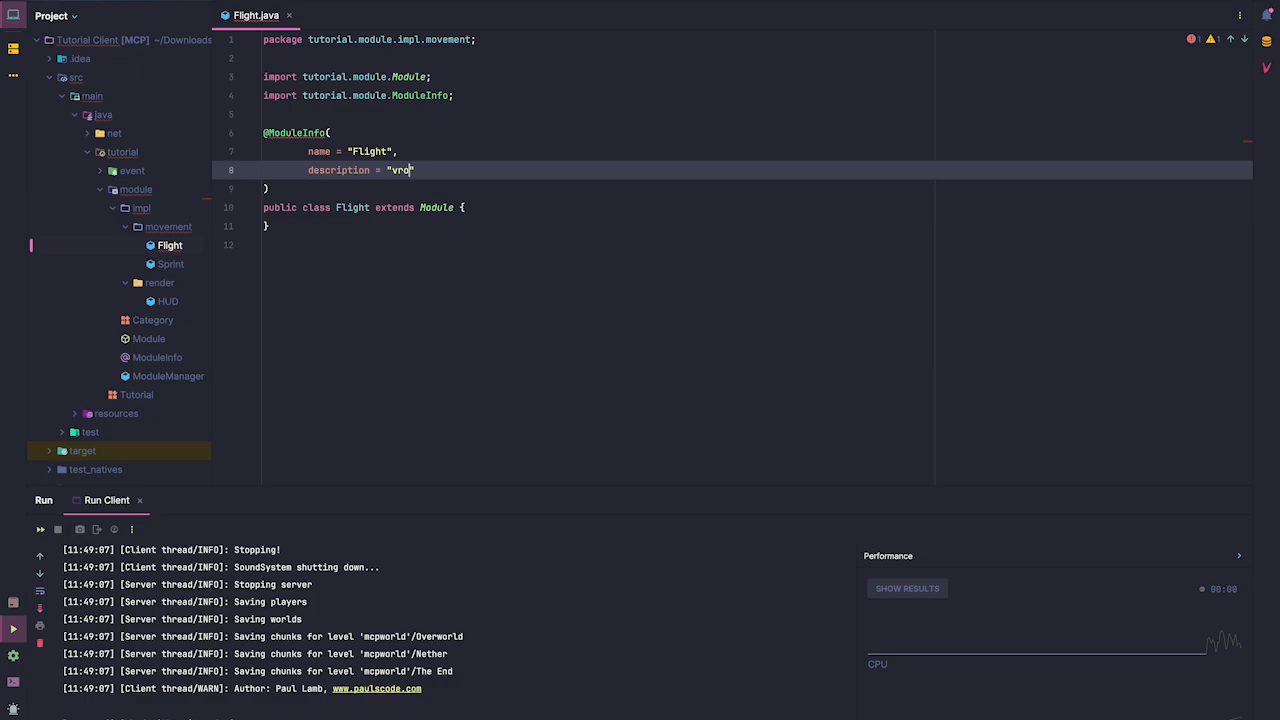 Project
Flight.java
Tutorial Client [MCP] ~/Downloads
.idea
src
main
java
net
tutorial
event
module
impl
movement
Flight
Sprint
render
HUD
Category
Module
ModuleInfo
ModuleManager
Tutorial
resources
test
target
test_natives
1 package tutorial.module.impl.movement;
2
3 import tutorial.module.Module;
4 import tutorial.module.ModuleInfo;
5
6 @ModuleInfo(
7 name = "Flight",
8 description = "vro"
9 )
10 public class Flight extends Module {
11 }
12
1 1
Run
Run Client
[11:49:07] [Client thread/INFO]: Stopping!
[11:49:07] [Client thread/INFO]: SoundSystem shutting down...
[11:49:07] [Server thread/INFO]: Stopping server
[11:49:07] [Server thread/INFO]: Saving players
[11:49:07] [Server thread/INFO]: Saving worlds
[11:49:07] [Server thread/INFO]: Saving chunks for level 'mcpworld'/Overworld
[11:49:07] [Server thread/INFO]: Saving chunks for level 'mcpworld'/Nether
[11:49:07] [Server thread/INFO]: Saving chunks for level 'mcpworld'/The End
[11:49:07] [Client thread/WARN]: Author: Paul Lamb, www.paulscode.com
Performance
SHOW RESULTS
00:00
CPU